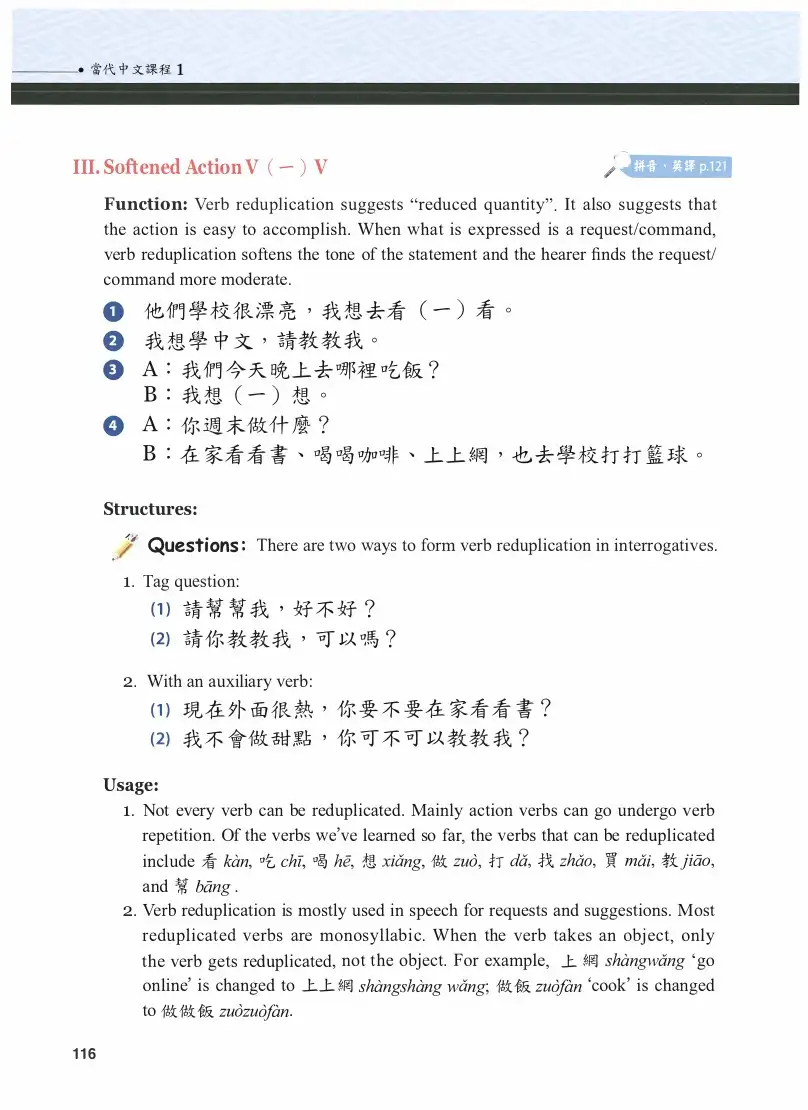 • 當代中文課程 1
III. Softened Action V（一）V
拼音、英譯 p.121
Function: Verb reduplication suggests “reduced quantity”. It also suggests that
the action is easy to accomplish. When what is expressed is a request/command,
verb reduplication softens the tone of the statement and the hearer finds the request/
command more moderate.
1 他們學校很漂亮，我想去看（一）看。
2 我想學中文，請教教我。
3 A：我們今天晚上去哪裡吃飯？
B：我想（一）想。
4 A：你週末做什麼？
B：在家看看書、喝喝咖啡、上上網，也去學校打打籃球。
Structures:
Questions: There are two ways to form verb reduplication in interrogatives.
1. Tag question:
(1) 請幫幫我，好不好？
(2) 請你教教我，可以嗎？
2. With an auxiliary verb:
(1) 現在外面很熱，你要不要在家看看書？
(2) 我不會做甜點，你可不可以教教我？
Usage:
1. Not every verb can be reduplicated. Mainly action verbs can go undergo verb
repetition. Of the verbs we’ve learned so far, the verbs that can be reduplicated
include 看 kàn, 吃 chī, 喝 hē, 想 xiǎng, 做 zuò, 打 dǎ, 找 zhǎo, 買 mǎi, 教 jiāo,
and 幫 bāng .
2. Verb reduplication is mostly used in speech for requests and suggestions. Most
reduplicated verbs are monosyllabic. When the verb takes an object, only
the verb gets reduplicated, not the object. For example, 上網 shàngwǎng ‘go
online’ is changed to 上上網 shàngshàng wǎng; 做飯 zuòfàn ‘cook’ is changed
to 做做飯 zuòzuòfàn.
116